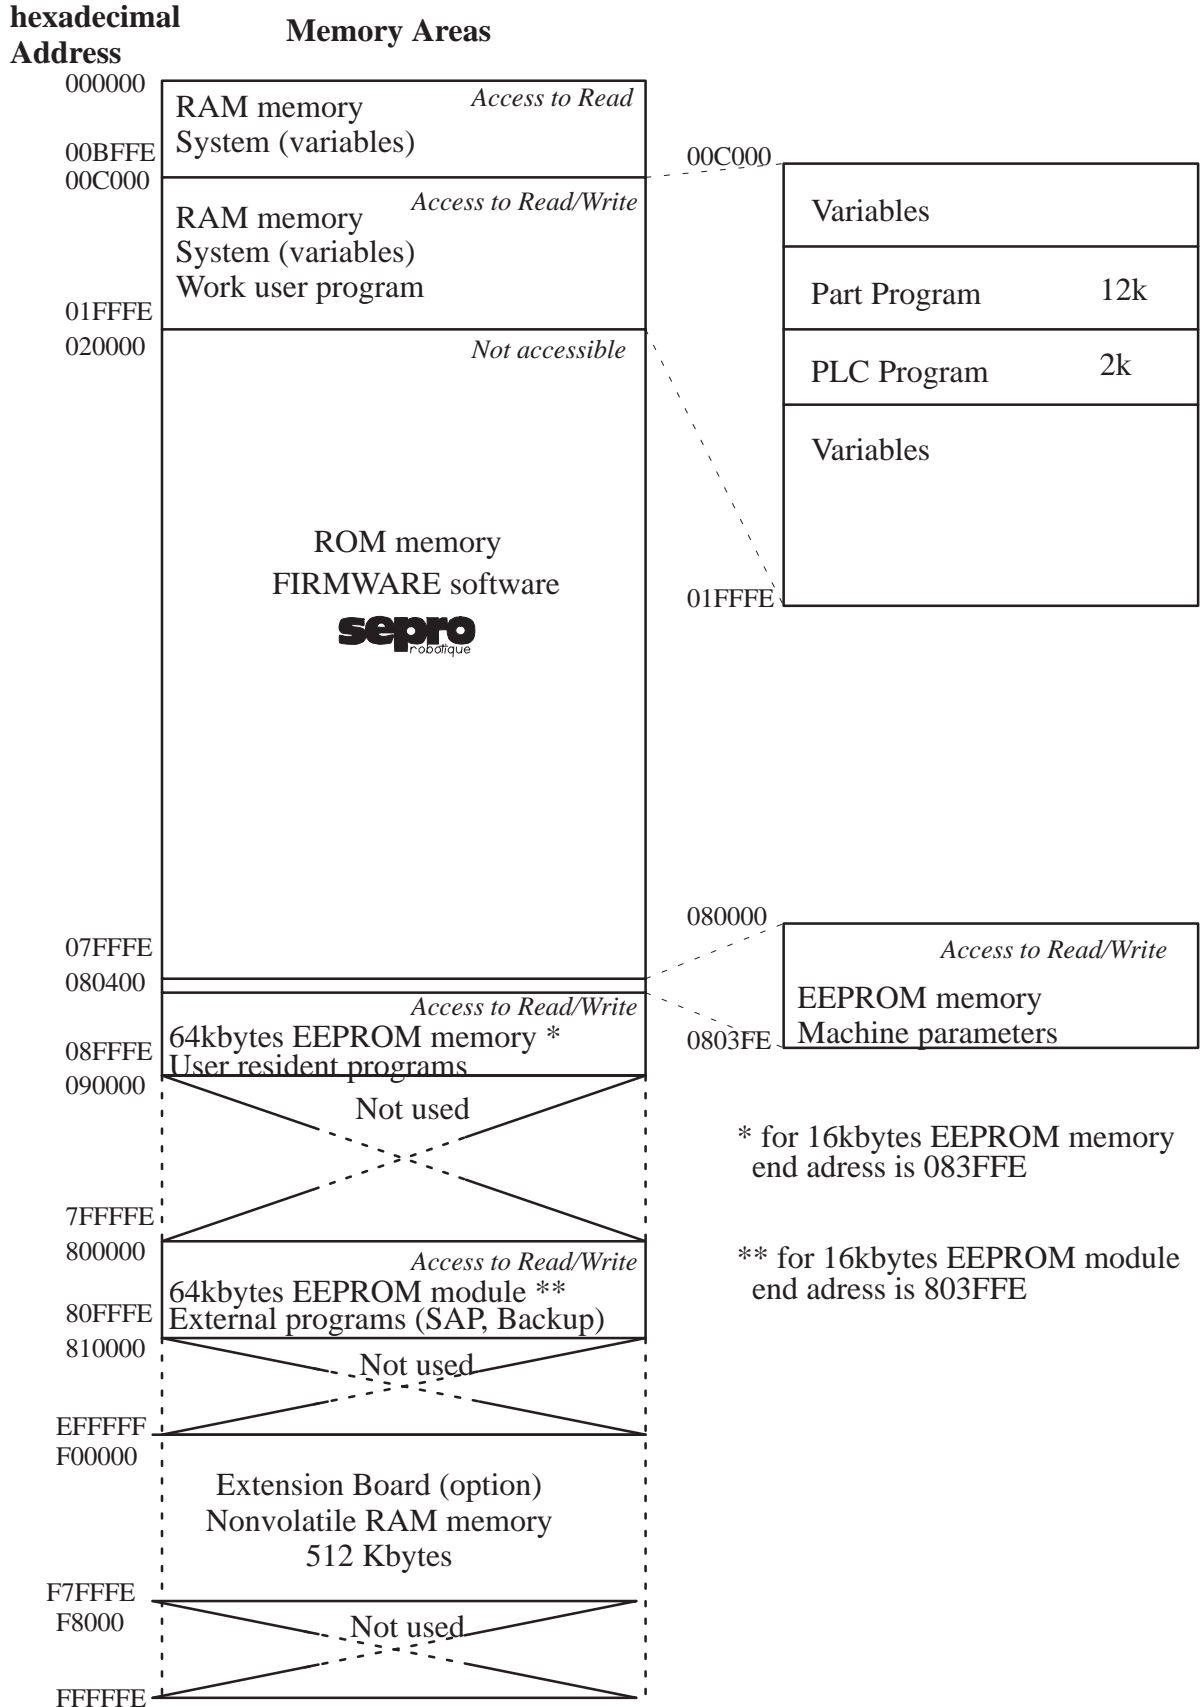 hexadecimal
Address
Memory Areas
000000
RAM memory
Access to Read
System (variables)
00BFFE
00C000
RAM memory
Access to Read/Write
System (variables)
Work user program
01FFFE
020000
Not accessible
ROM memory
FIRMWARE software
sepro
robotique
07FFFE
080400
Access to Read/Write
64kbytes EEPROM memory *
08FFFE
User resident programs
090000
Not used
7FFFFE
800000
Access to Read/Write
64kbytes EEPROM module **
80FFFE
External programs (SAP, Backup)
810000
Not used
EFFFFF
F00000
Extension Board (option)
Nonvolatile RAM memory
512 Kbytes
F7FFFE
F8000
Not used
FFFFFE
00C000
Variables
Part Program 12k
PLC Program 2k
Variables
01FFFE
080000
Access to Read/Write
EEPROM memory
0803FE
Machine parameters
* for 16kbytes EEPROM memory
end adress is 083FFE
** for 16kbytes EEPROM module
end adress is 803FFE